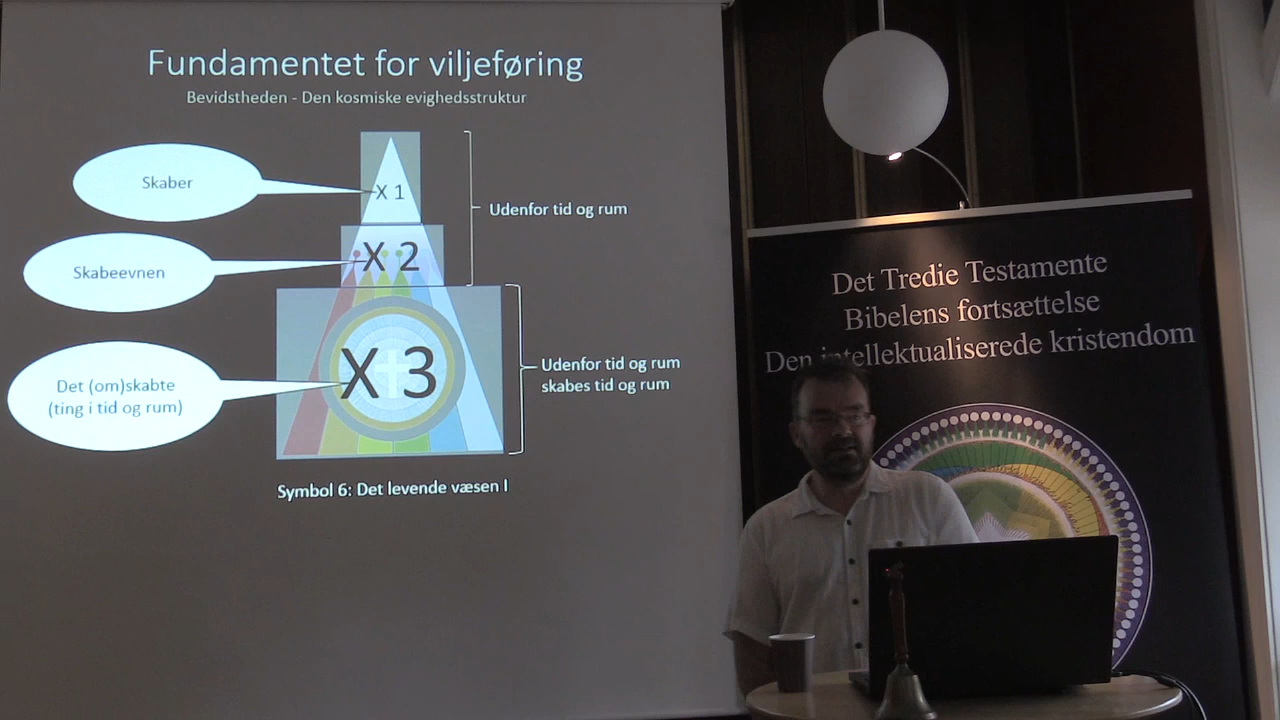 Fundamentet for viljeføring
Bevidstheden - Den kosmiske evighedsstruktur
Skaber
X 1
Udenfor tid og rum
Skabeevnen
X 2
Det (om)skabte
(ting i tid og rum)
X 3
Udenfor tid og rum
skabes tid og rum
Symbol 6: Det levende væsen I
Det Tredie Testamente
Bibelens fortsættelse
Den intellektualiserede kristendom